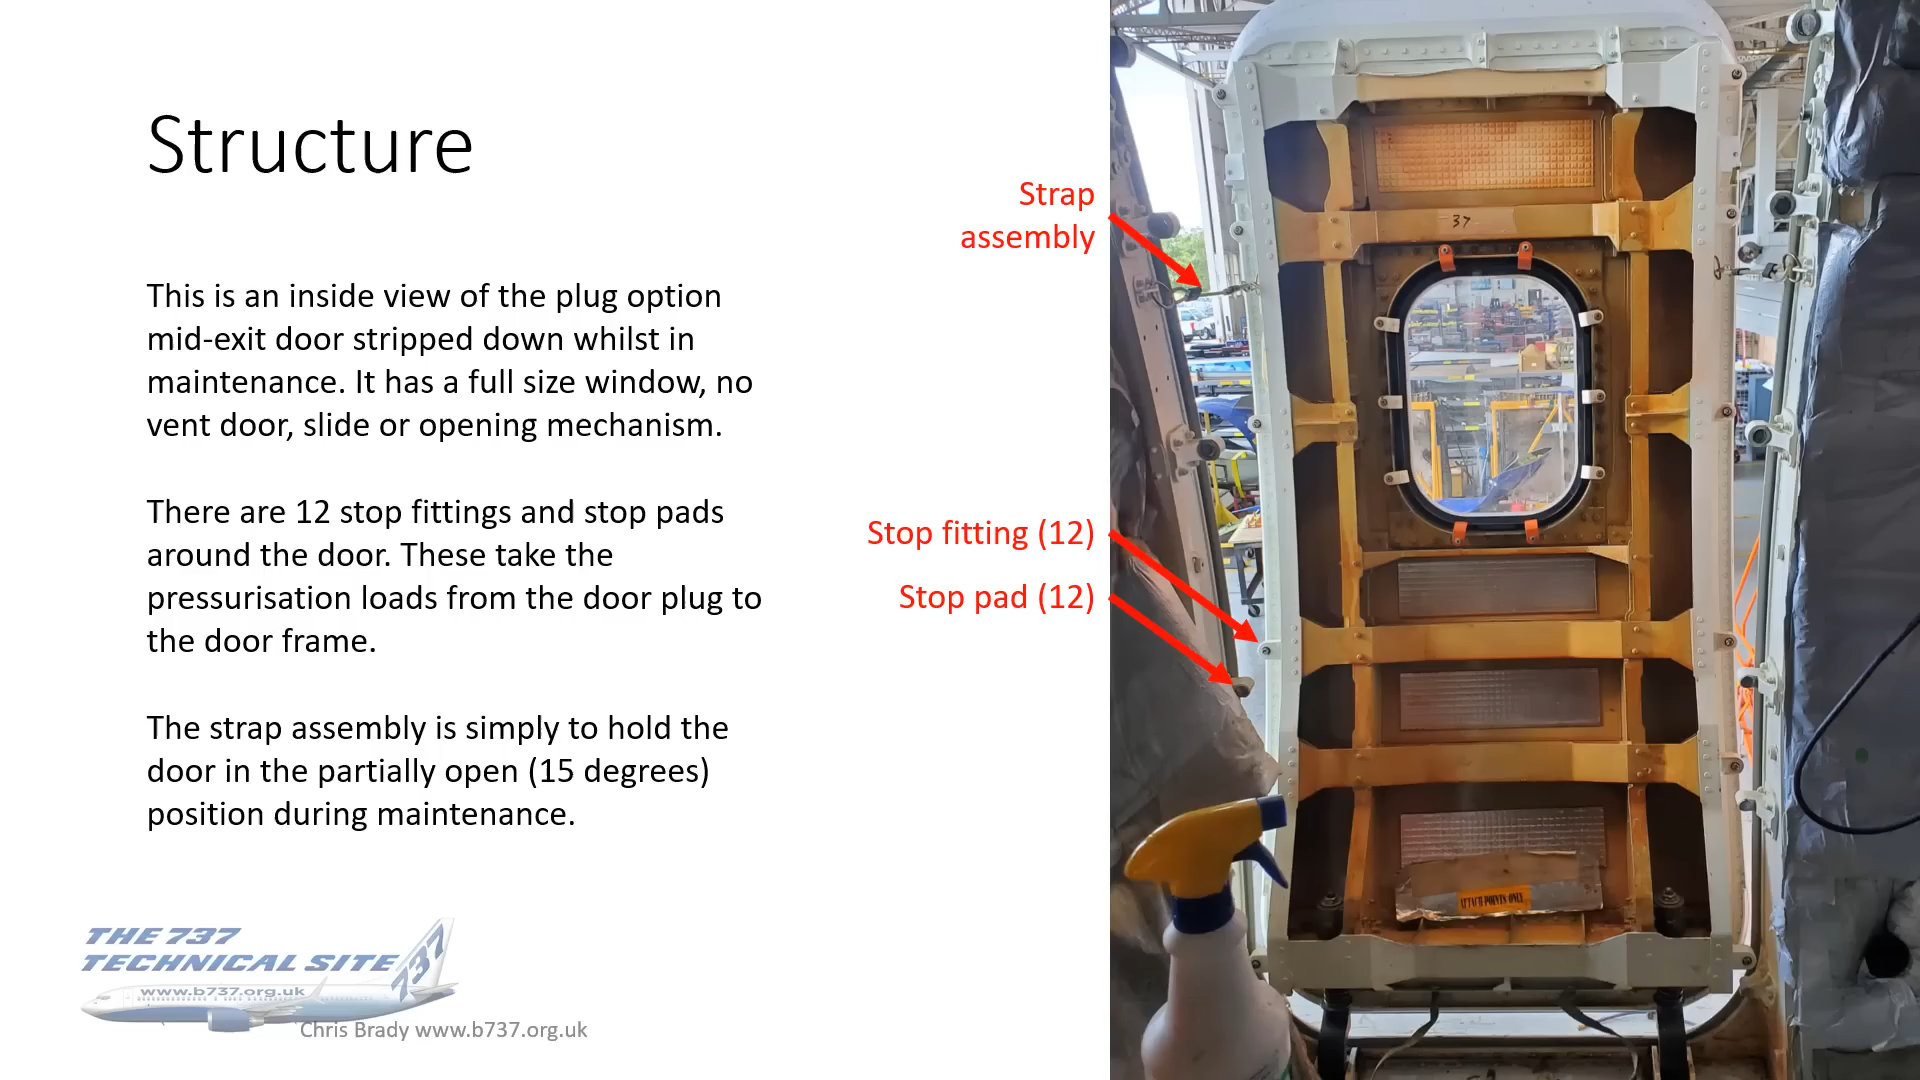 Structure
This is an inside view of the plug option
mid-exit door stripped down whilst in
maintenance. It has a full size window, no
vent door, slide or opening mechanism.
There are 12 stop fittings and stop pads
around the door. These take the
pressurisation loads from the door plug to
the door frame.
The strap assembly is simply to hold the
door in the partially open (15 degrees)
position during maintenance.
Strap
assembly
Stop fitting (12)
Stop pad (12)
37
ATTACH POINTS ONLY
THE 737
TECHNICAL SITE
737
www.b737.org.uk
Chris Brady www.b737.org.uk